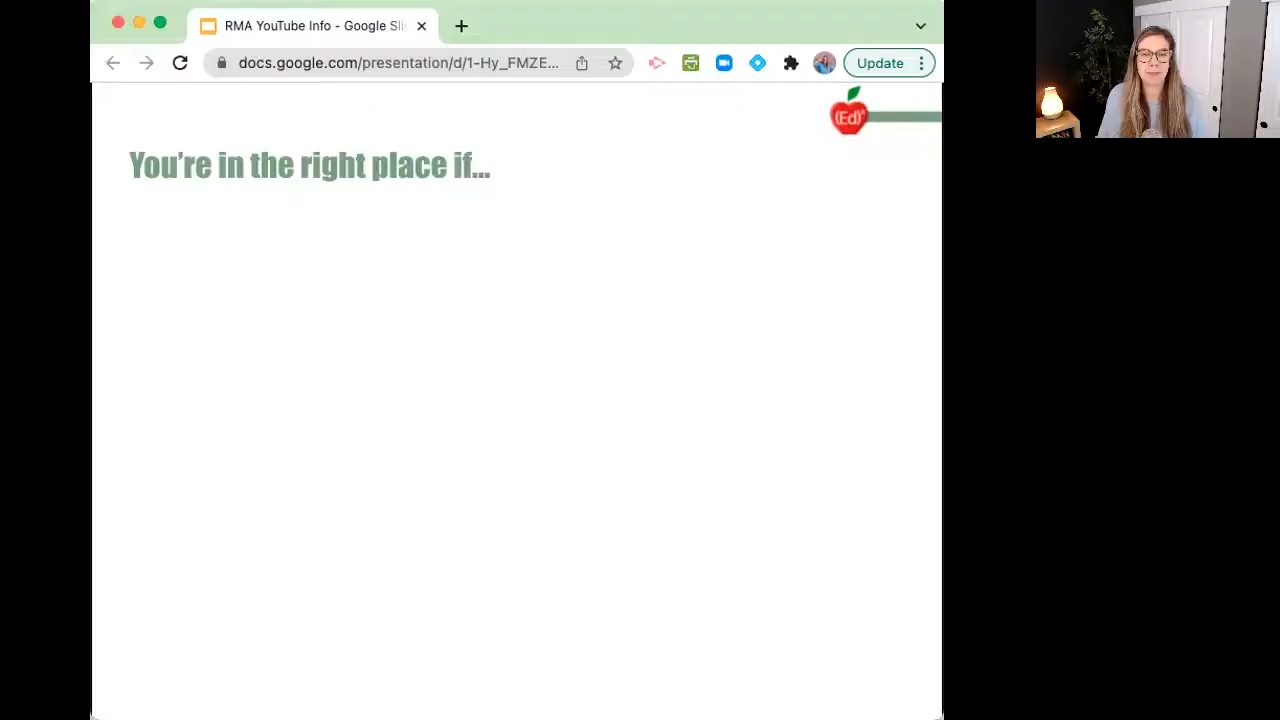 RMA YouTube Info - Google Sli
docs.google.com/presentation/d/1-Hy_FMZE...
Update
(Ed)
You're in the right place if...